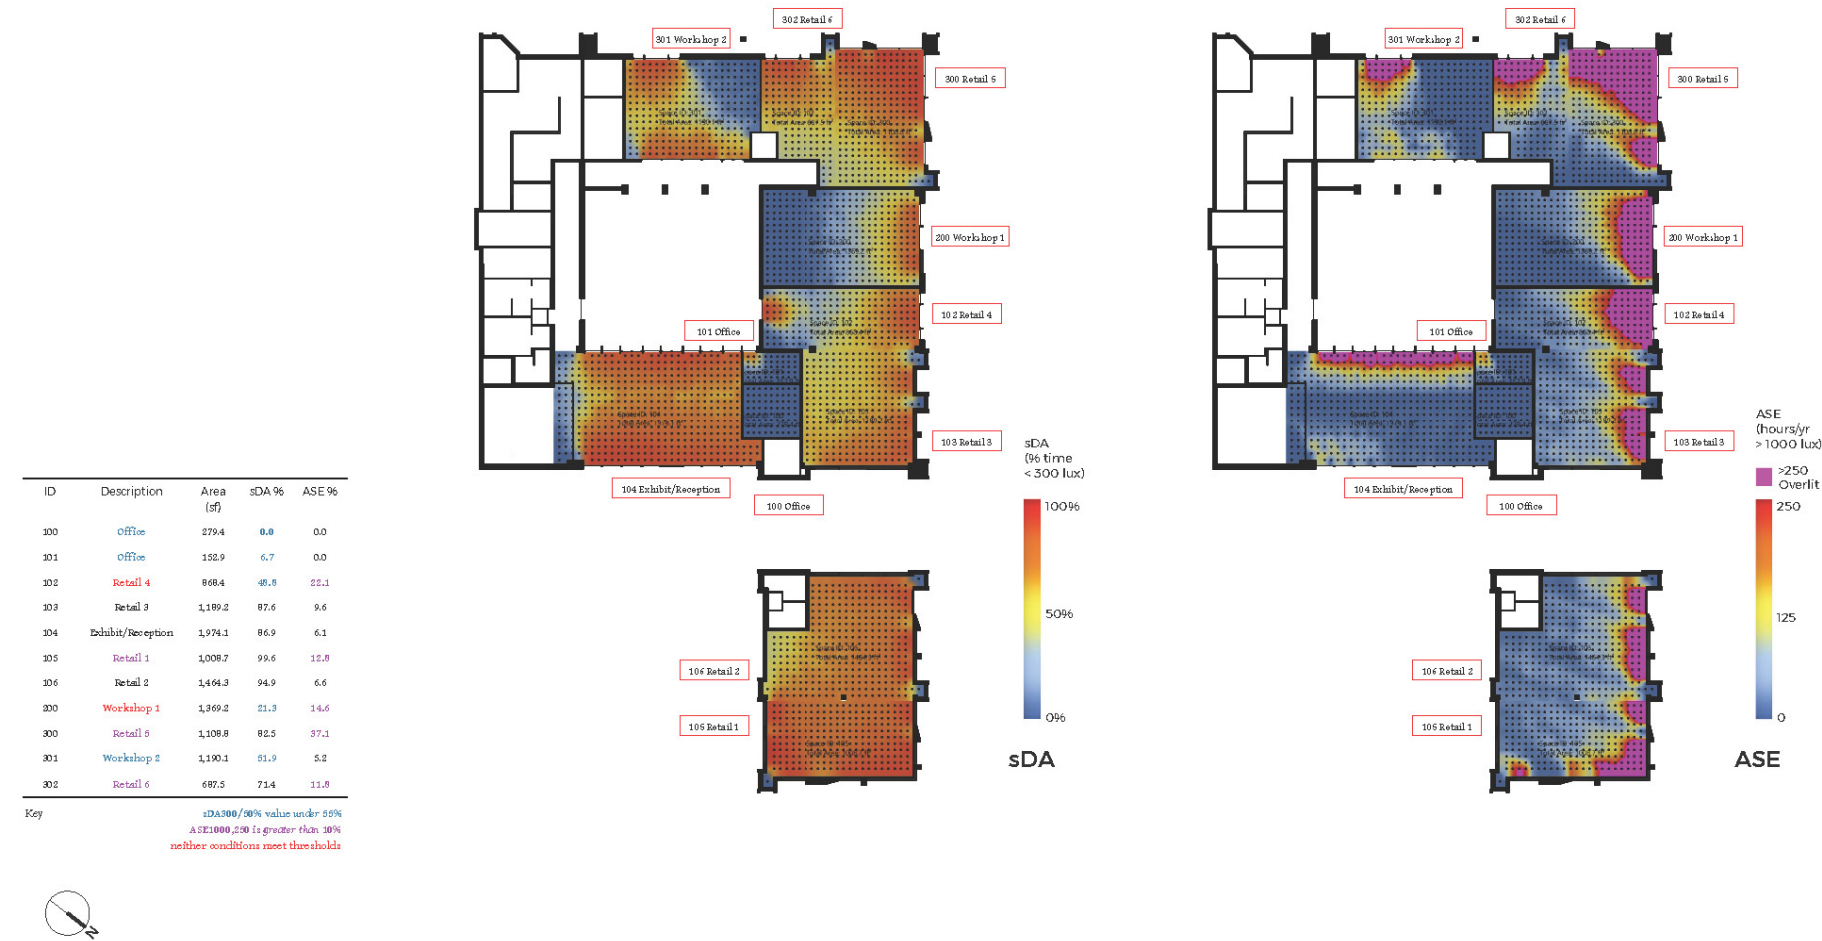 302 Retail 6
301 Workshop 2
300 Retail 5
200 Workshop 1
102 Retail 4
101 Office
103 Retail 3
104 Exhibit/Reception
100 Office
106 Retail 2
105 Retail 1
sDA
(% time
< 300 lux)
100%
50%
0%
sDA
302 Retail 6
301 Workshop 2
300 Retail 5
200 Workshop 1
102 Retail 4
101 Office
103 Retail 3
104 Exhibit/Reception
100 Office
106 Retail 2
105 Retail 1
ASE
(hours/yr
>1000 lux)
>250
Overlit
250
125
0
ASE
ID Description Area (sf) sDA % ASE %
100 Office 279.4 0.0 0.0
101 Office 152.9 6.7 0.0
102 Retail 4 868.4 48.8 22.1
103 Retail 3 1,189.2 87.6 9.6
104 Exhibit/Reception 1,974.1 86.9 6.1
105 Retail 1 1,008.7 99.6 12.8
106 Retail 2 1,464.3 94.9 6.6
200 Workshop 1 1,369.2 21.3 14.6
300 Retail 5 1,108.8 82.5 37.1
301 Workshop 2 1,190.1 51.9 5.2
302 Retail 6 687.5 71.4 11.8
Key
sDA300/50% value under 55%
ASE1000,250 is greater than 10%
neither conditions meet thresholds
N